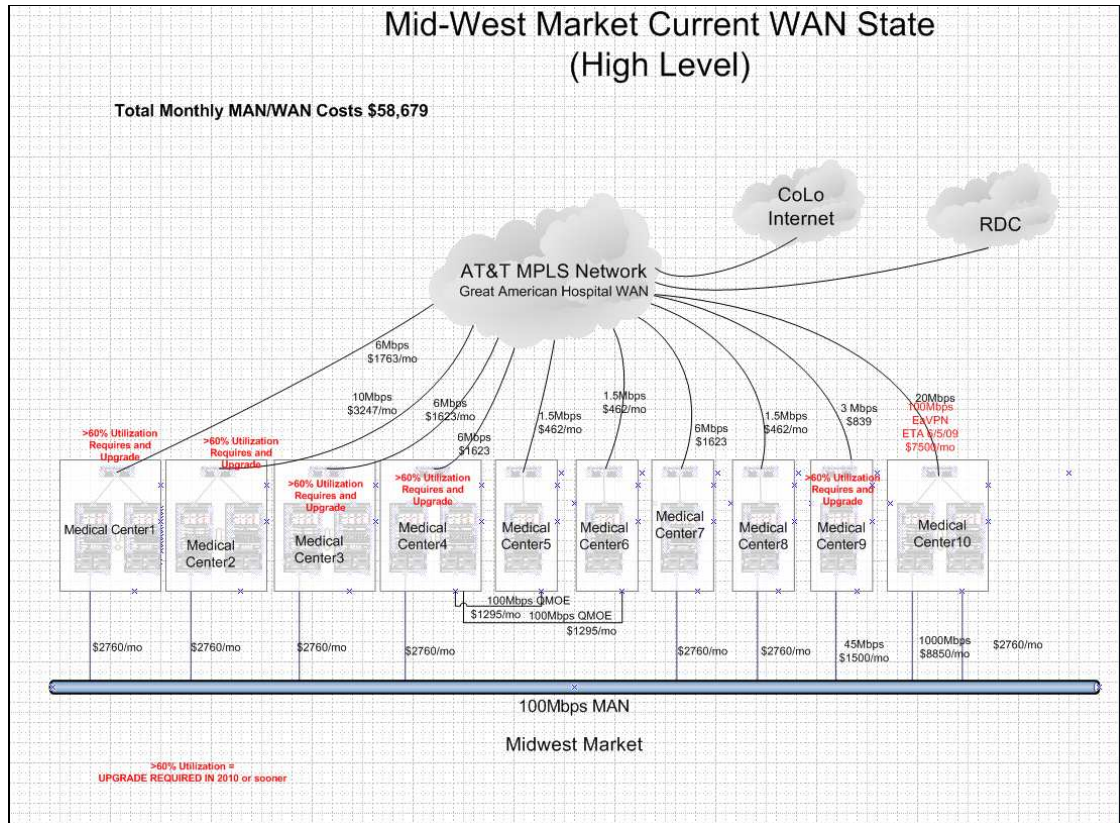 Mid-West Market Current WAN State
(High Level)
Total Monthly MAN/WAN Costs $58,679
CoLo
Internet
RDC
AT&T MPLS Network
Great American Hospital WAN
6Mbps
$1763/mo
10Mbps
$3247/mo
6Mbps
$1623/mo
6Mbps
$1623
1.5Mbps
$462/mo
1.5Mbps
$462/mo
6Mbps
$1623
1.5Mbps
$462/mo
3 Mbps
$839
20Mbps
100Mbps
EaVPN
ETA 6/5/09
$7500/mo
>60% Utilization
Requires and
Upgrade
>60% Utilization
Requires and
Upgrade
>60% Utilization
Requires and
Upgrade
>60% Utilization
Requires and
Upgrade
>60% Utilization
Requires and
Upgrade
Medical Center1
Medical
Center2
Medical
Center3
Medical
Center4
Medical
Center5
Medical
Center6
Medical
Center7
Medical
Center8
Medical
Center9
Medical
Center10
100Mbps QMOE
$1295/mo
100Mbps QMOE
$1295/mo
$2760/mo
$2760/mo
$2760/mo
$2760/mo
$2760/mo
$2760/mo
45Mbps
$1500/mo
1000Mbps
$8850/mo
$2760/mo
100Mbps MAN
Midwest Market
>60% Utilization =
UPGRADE REQUIRED IN 2010 or sooner